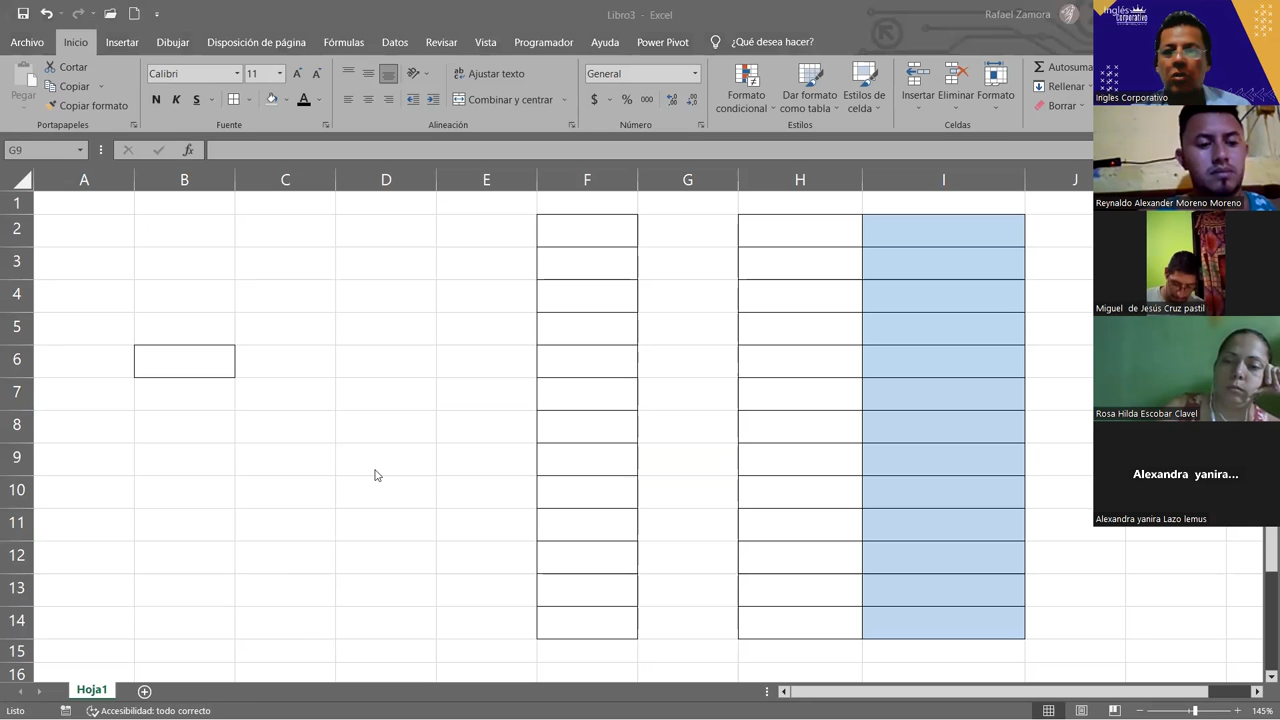 Libro3 - Excel
Rafael Zamora
Archivo Inicio Insertar Dibujar Disposición de página Fórmulas Datos Revisar Vista Programador Ayuda Power Pivot ¿Qué desea hacer?
Pegar
Cortar
Copiar
Copiar formato
Portapapeles
Calibri 11
N K S
Fuente
Ajustar texto
Combinar y centrar
Alineación
General
$ % 000
Número
Formato condicional
Dar formato como tabla
Estilos de celda
Estilos
Insertar Eliminar Formato
Celdas
Autosuma
Rellenar
Borrar
G9
fx
A B C D E F G H I J
1
2
3
4
5
6
7
8
9
10
11
12
13
14
15
16
Hoja1
Listo
Accesibilidad: todo correcto
145%
Inglés Corporativo
Ingles Corporativo
Reynaldo Alexander Moreno Moreno
Miguel de Jesús Cruz pastil
Rosa Hilda Escobar Clavel
Alexandra yanira...
Alexandra yanira Lazo lemus